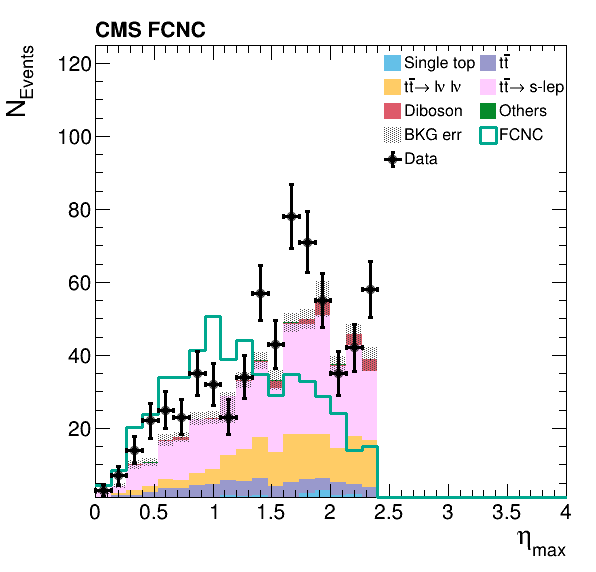 CMS FCNC
N_Events
120
100
80
60
40
20
Single top
tt̄
tt̄→ lν lν
tt̄→ s-lep
Diboson
Others
BKG err
FCNC
Data
0 0.5 1 1.5 2 2.5 3 3.5 4
η_max